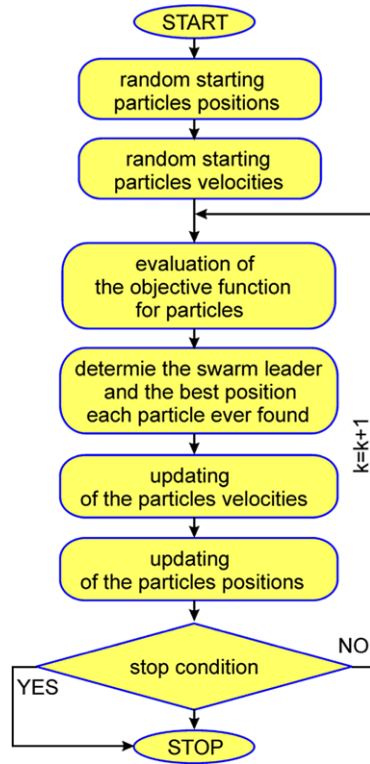 START
random starting
particles positions
random starting
particles velocities
evaluation of
the objective function
for particles
determie the swarm leader
and the best position
each particle ever found
k=k+1
updating
of the particles velocities
updating
of the particles positions
stop condition
NO
YES
STOP